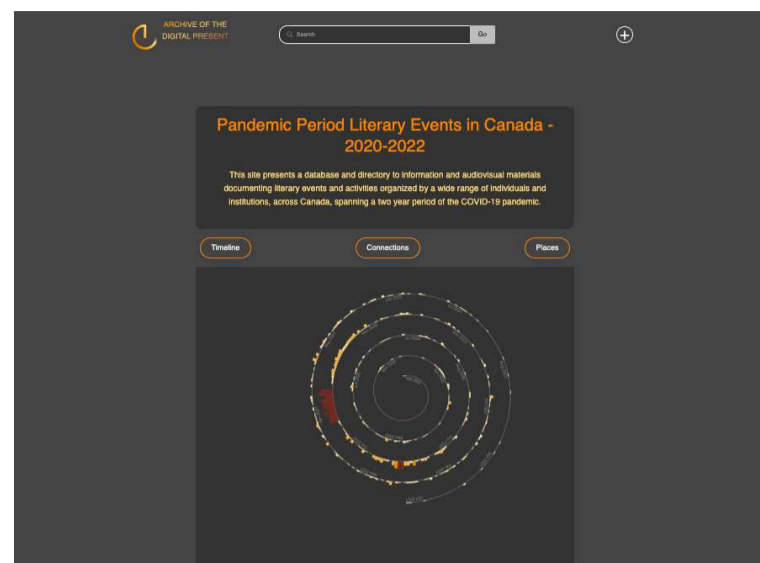 ARCHIVE OF THE
DIGITAL PRESENT
Search
Go
Pandemic Period Literary Events in Canada -
2020-2022
This site presents a database and directory to information and audiovisual materials
documenting literary events and activities organized by a wide range of individuals and
institutions, across Canada, spanning a two year period of the COVID-19 pandemic.
Timeline
Connections
Places